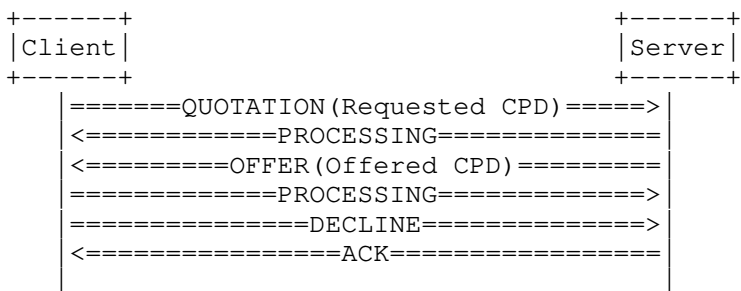 +------+ +------+
|Client| |Server|
+------+ +------+
|=======QUOTATION(Requested CPD)=====>|
|<============PROCESSING==============|
|<=========OFFER(Offered CPD)=========|
|=============PROCESSING=============>|
|===============DECLINE==============>|
|<================ACK=================|
| |